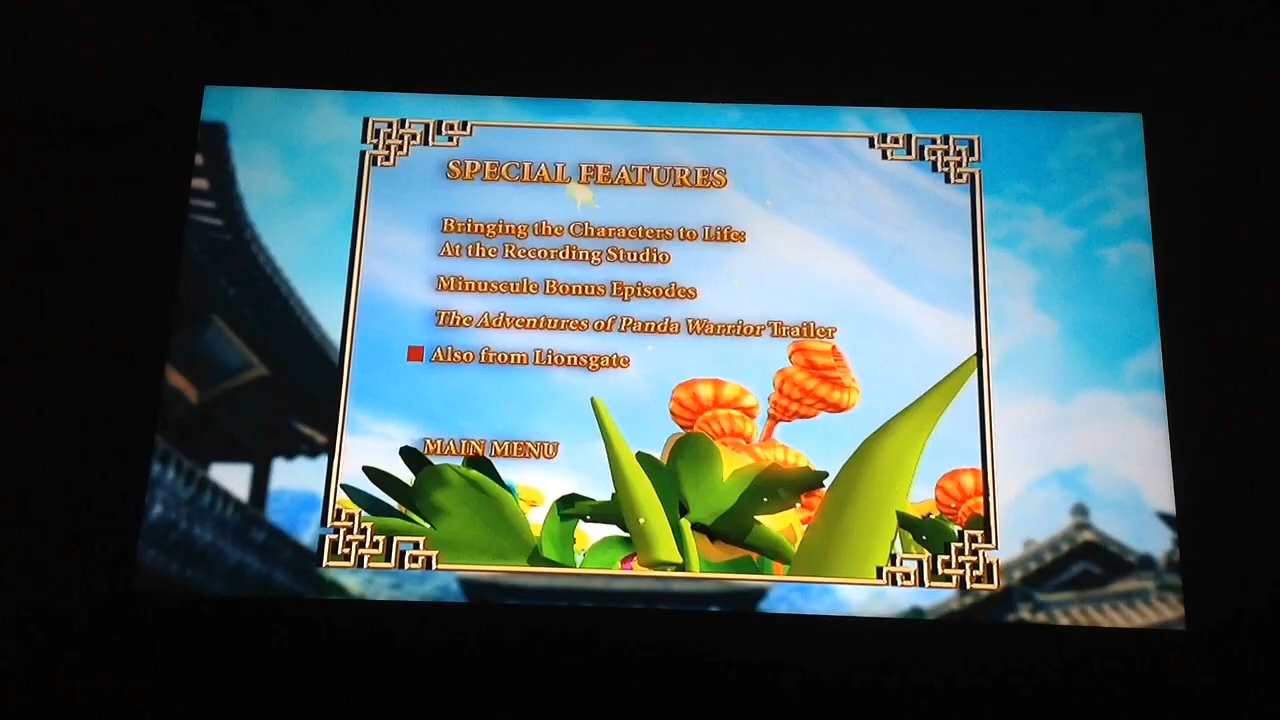 SPECIAL FEATURES
Bringing the Characters to Life:
At the Recording Studio
Minuscule Bonus Episodes
The Adventures of Panda Warrior Trailer
Also from Lionsgate
MAIN MENU